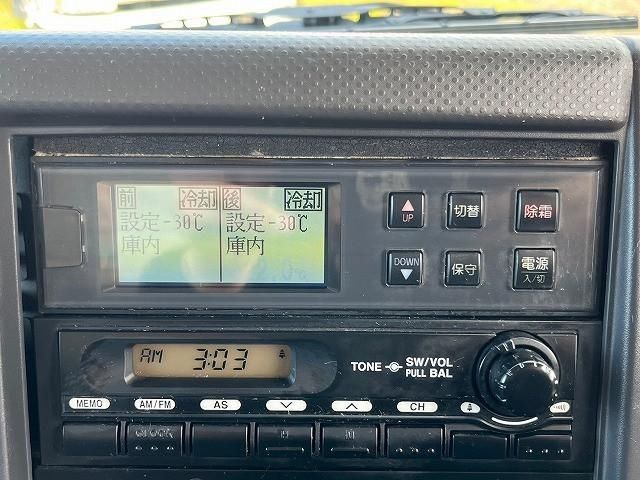 前 冷却 後 冷却
設定-30℃ 設定-30℃
庫内 庫内
UP 切替 除霜
DOWN 保守 電源
入/切
AM 3:03
TONE SW/VOL
PULL BAL
MEMO AM/FM AS CH
CLOCK